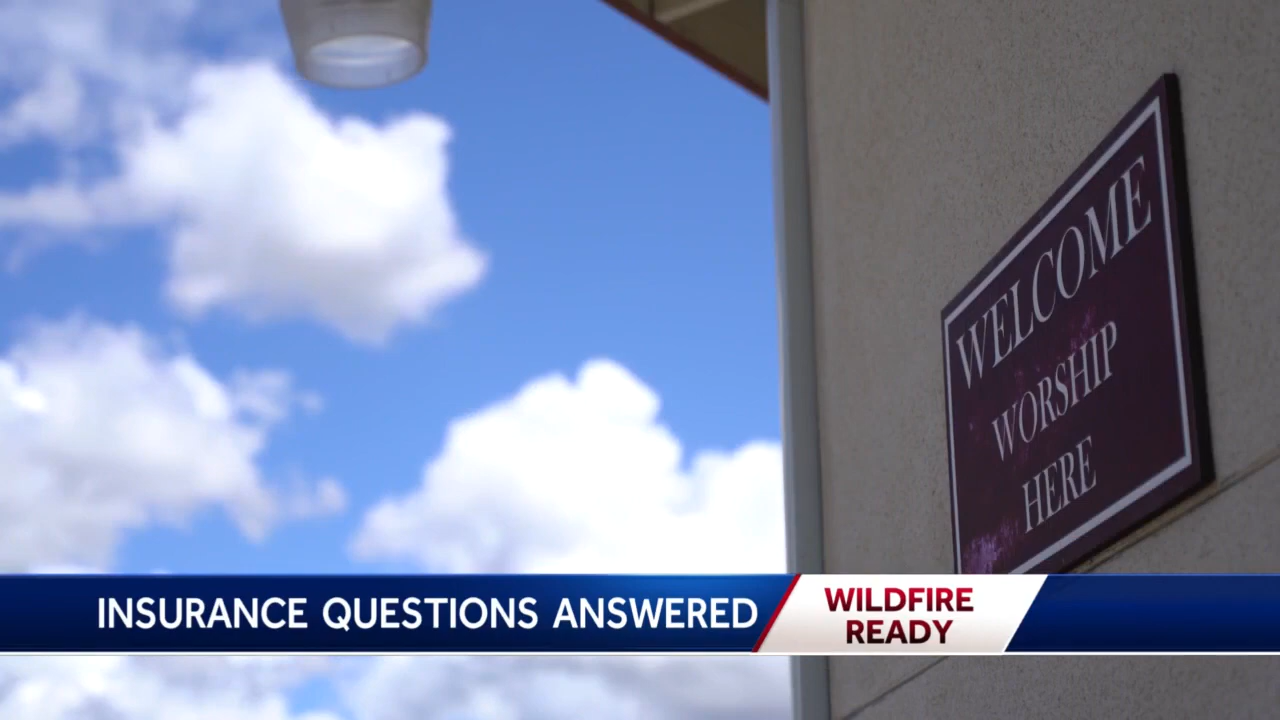 WELCOME
WORSHIP
HERE
INSURANCE QUESTIONS ANSWERED
WILDFIRE
READY